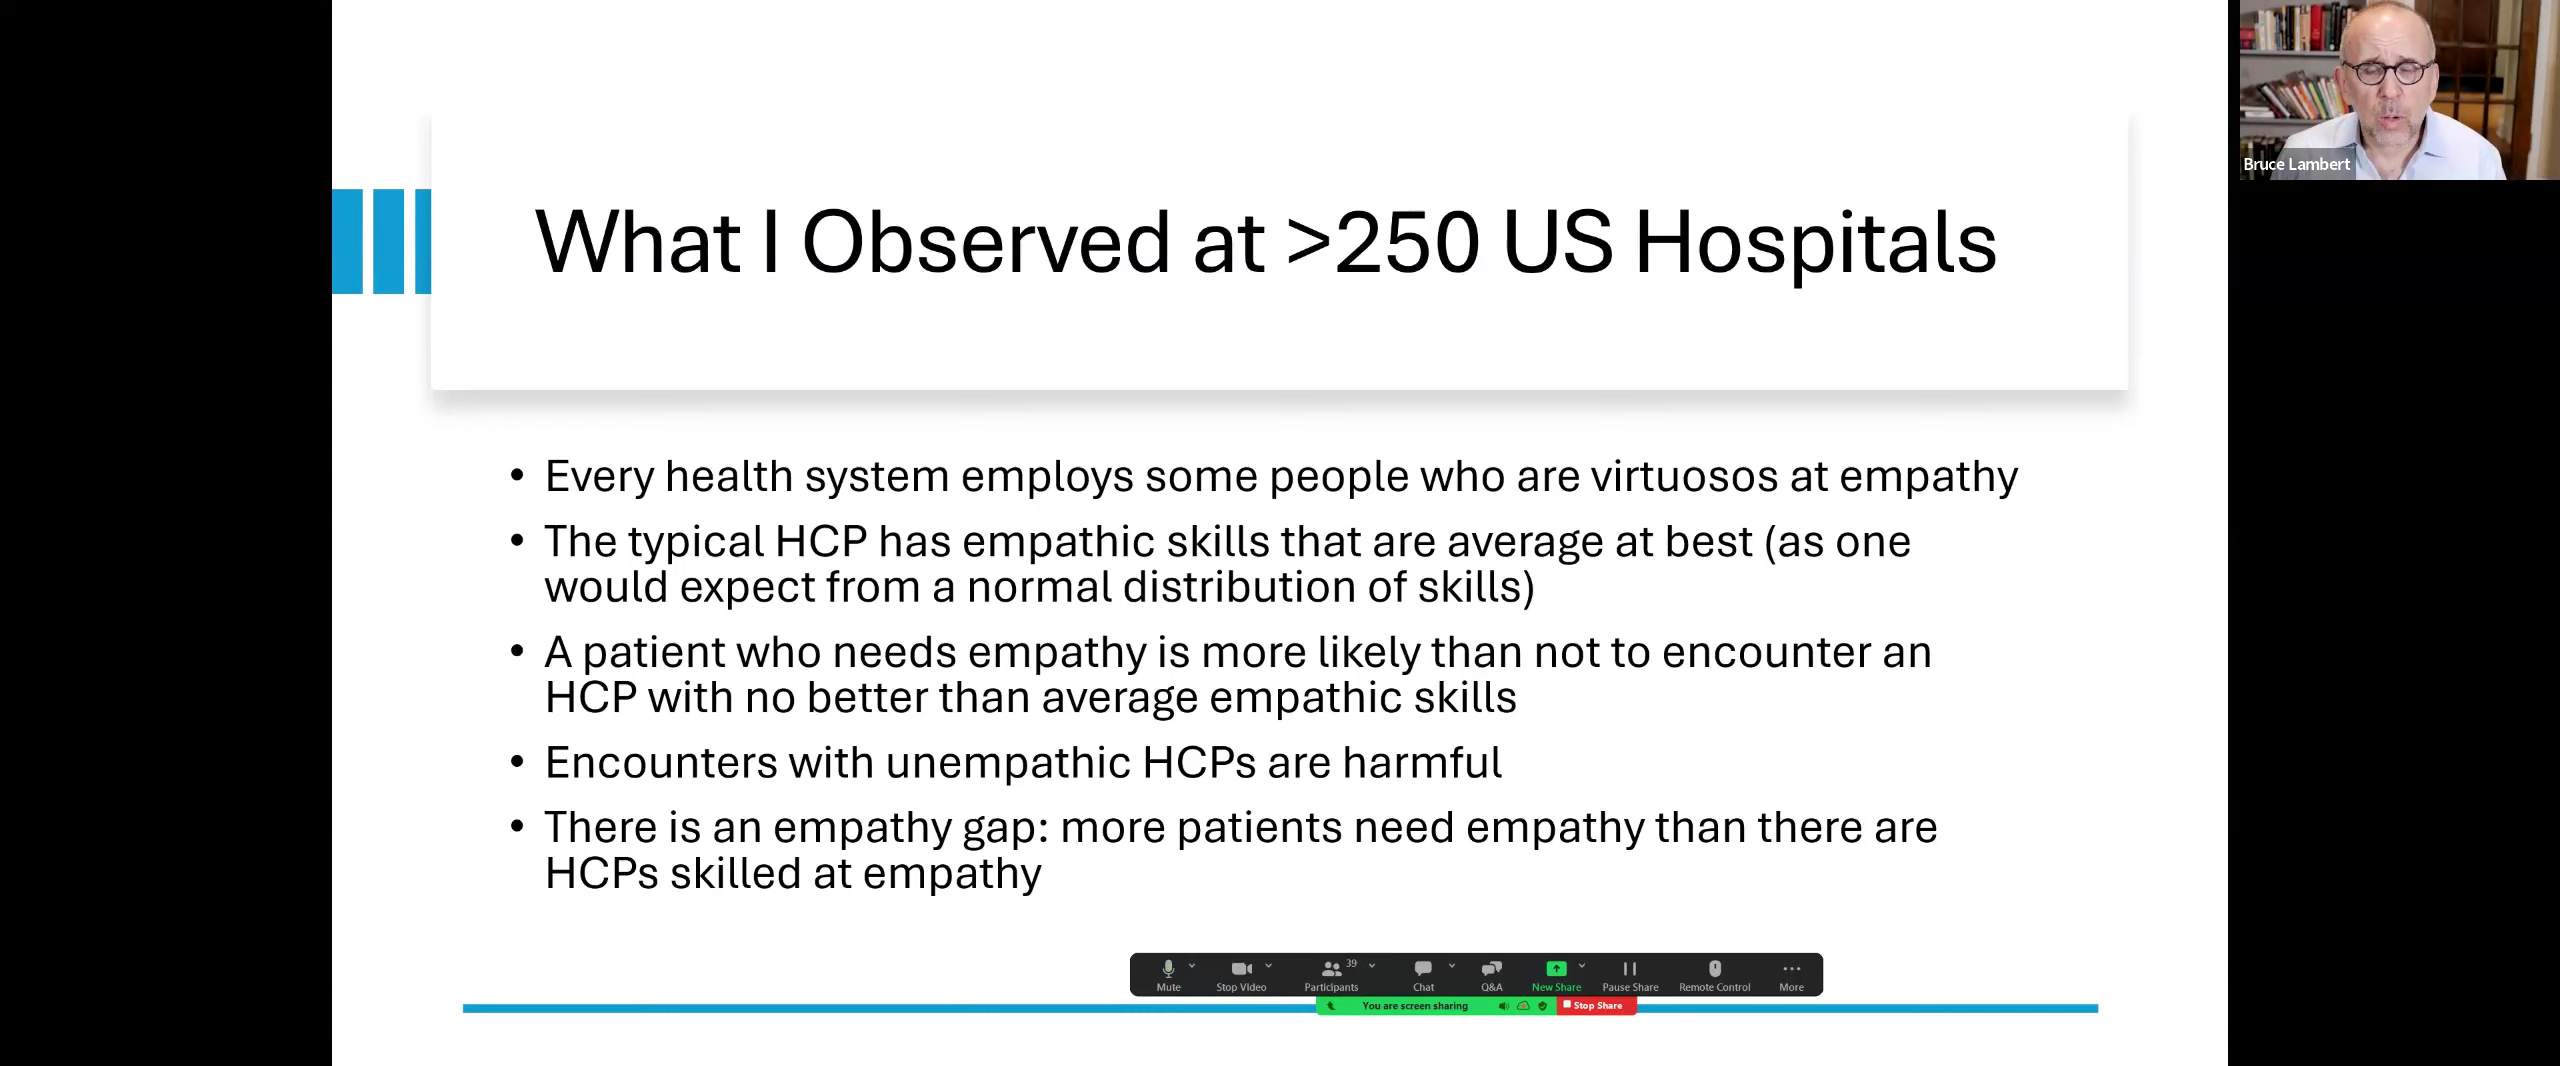 What I Observed at >250 US Hospitals
• Every health system employs some people who are virtuosos at empathy
• The typical HCP has empathic skills that are average at best (as one
would expect from a normal distribution of skills)
• A patient who needs empathy is more likely than not to encounter an
HCP with no better than average empathic skills
• Encounters with unempathic HCPs are harmful
• There is an empathy gap: more patients need empathy than there are
HCPs skilled at empathy
Bruce Lambert
39
Mute Stop Video Participants Chat Q&A New Share Pause Share Remote Control More
You are screen sharing Stop Share